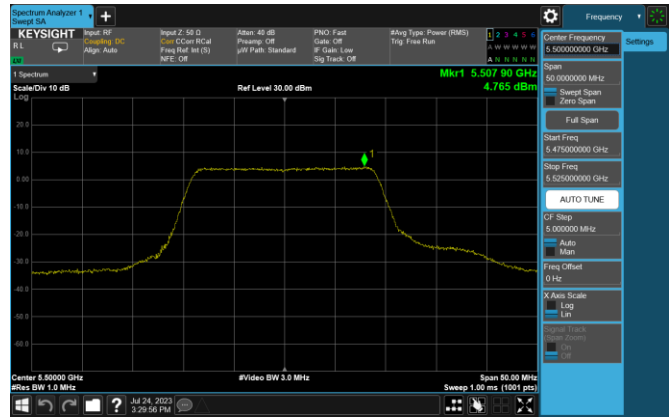 Spectrum Analyzer 1
Swept SA
Frequency
KEYSIGHT
Input: RF
Input Z: 50 Ω
Atten: 40 dB
PNO: Fast
#Avg Type: Power (RMS)
1 2 3 4 5 6
RL
Coupling: DC
Corr CCorr RCal
Preamp: Off
Gate: Off
Trig: Free Run
A W W W W W
Align: Auto
Freq Ref: Int (S)
µW Path: Standard
IF Gain: Low
NFE: Off
Sig Track: Off
A N N N N N
1 Spectrum
Mkr1 5.507 90 GHz
Scale/Div 10 dB
Ref Level 30.00 dBm
4.765 dBm
Log
20.0
10.0
0.00
-10.0
-20.0
-30.0
-40.0
-50.0
-60.0
1
Center 5.50000 GHz
#Video BW 3.0 MHz
Span 50.00 MHz
#Res BW 1.0 MHz
Sweep 1.00 ms (1001 pts)
Jul 24, 2023
3:29:56 PM
Center Frequency
5.500000000 GHz
Settings
Span
50.0000000 MHz
Swept Span
Zero Span
Full Span
Start Freq
5.475000000 GHz
Stop Freq
5.525000000 GHz
AUTO TUNE
CF Step
5.000000 MHz
Auto
Man
Freq Offset
0 Hz
X Axis Scale
Log
Lin
Signal Track
(Span Zoom)
On
Off